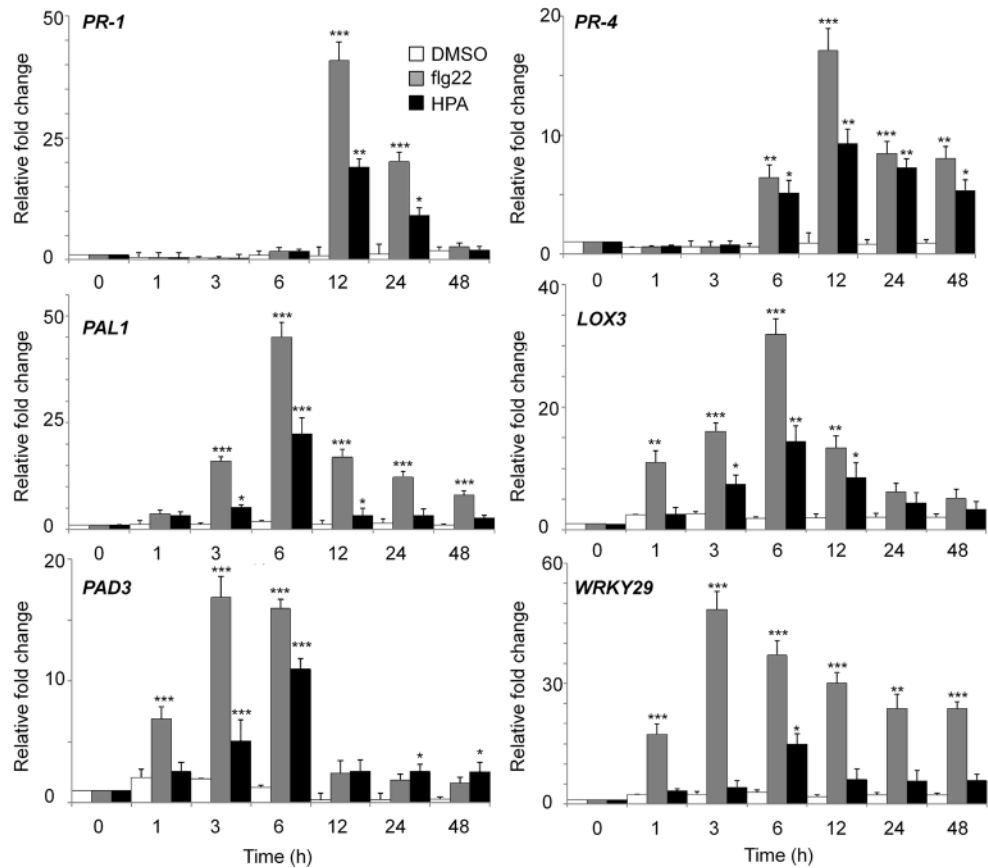 PR-1
Relative fold change
50
25
0
DMSO
flg22
HPA
***
**
***
*
0 1 3 6 12 24 48
PR-4
Relative fold change
20
10
0
**
*
***
**
***
**
**
*
0 1 3 6 12 24 48
PAL1
Relative fold change
50
25
0
***
*
***
***
***
*
***
***
0 1 3 6 12 24 48
LOX3
Relative fold change
40
20
0
**
***
*
***
**
**
*
0 1 3 6 12 24 48
PAD3
Relative fold change
20
10
0
***
***
***
***
***
*
*
0 1 3 6 12 24 48
Time (h)
WRKY29
Relative fold change
60
30
0
***
***
***
*
***
**
***
0 1 3 6 12 24 48
Time (h)